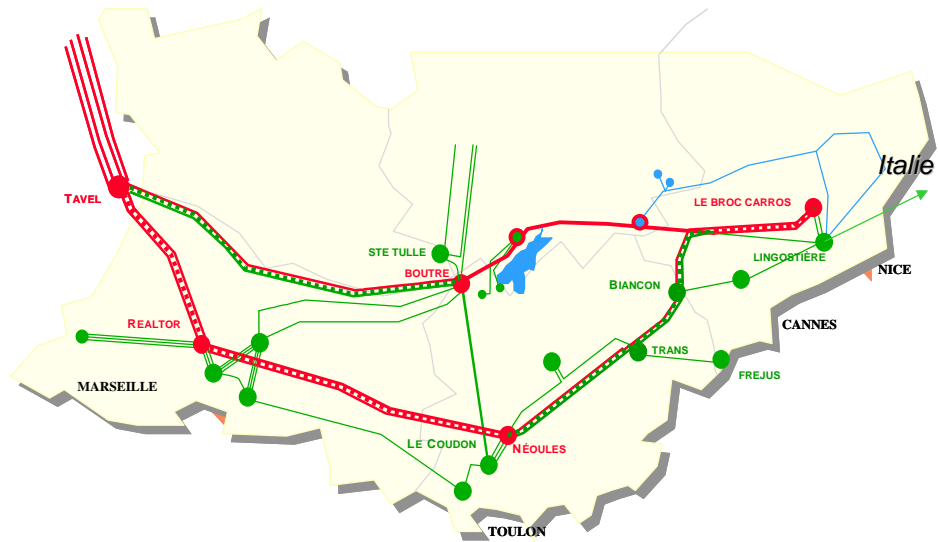 Italie
TAVEL
LE BROC CARROS
STE TULLE
BOUTRE
LINGOSTIÈRE
NICE
BIANCON
REALTOR
CANNES
TRANS
FREJUS
MARSEILLE
LE COUDON
NÉOULES
TOULON